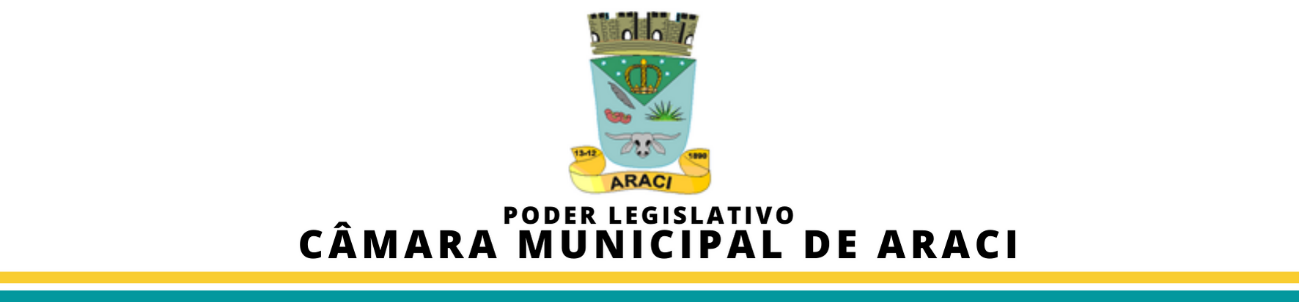 13-12 1890
ARACI
PODER LEGISLATIVO
CÂMARA MUNICIPAL DE ARACI